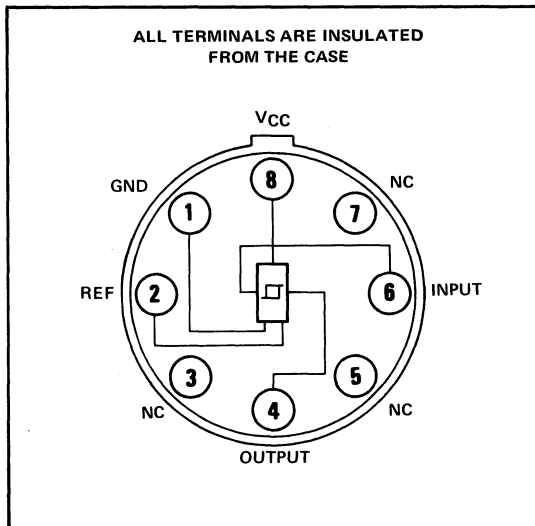 ALL TERMINALS ARE INSULATED
FROM THE CASE
VCC
GND
8
NC
1
7
REF
2
6
INPUT
3
5
NC
4
NC
OUTPUT